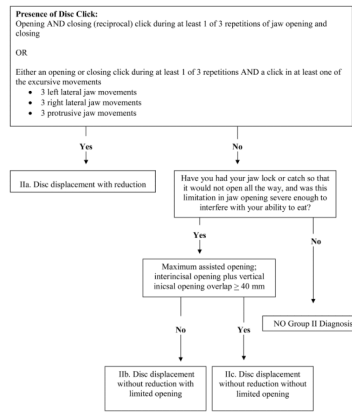 Presence of Disc Click:
Opening AND closing (reciprocal) click during at least 1 of 3 repetitions of jaw opening and
closing
OR
Either an opening or closing click during at least 1 of 3 repetitions AND a click in at least one of
the excursive movements
• 3 left lateral jaw movements
• 3 right lateral jaw movements
• 3 protrusive jaw movements
Yes
No
IIa. Disc displacement with reduction
Have you had your jaw lock or catch so that
it would not open all the way, and was this
limitation in jaw opening severe enough to
interfere with your ability to eat?
Yes
No
Maximum assisted opening;
interincisal opening plus vertical
inicsal opening overlap ≥ 40 mm
NO Group II Diagnosis
No
Yes
IIb. Disc displacement
without reduction with
limited opening
IIc. Disc displacement
without reduction without
limited opening